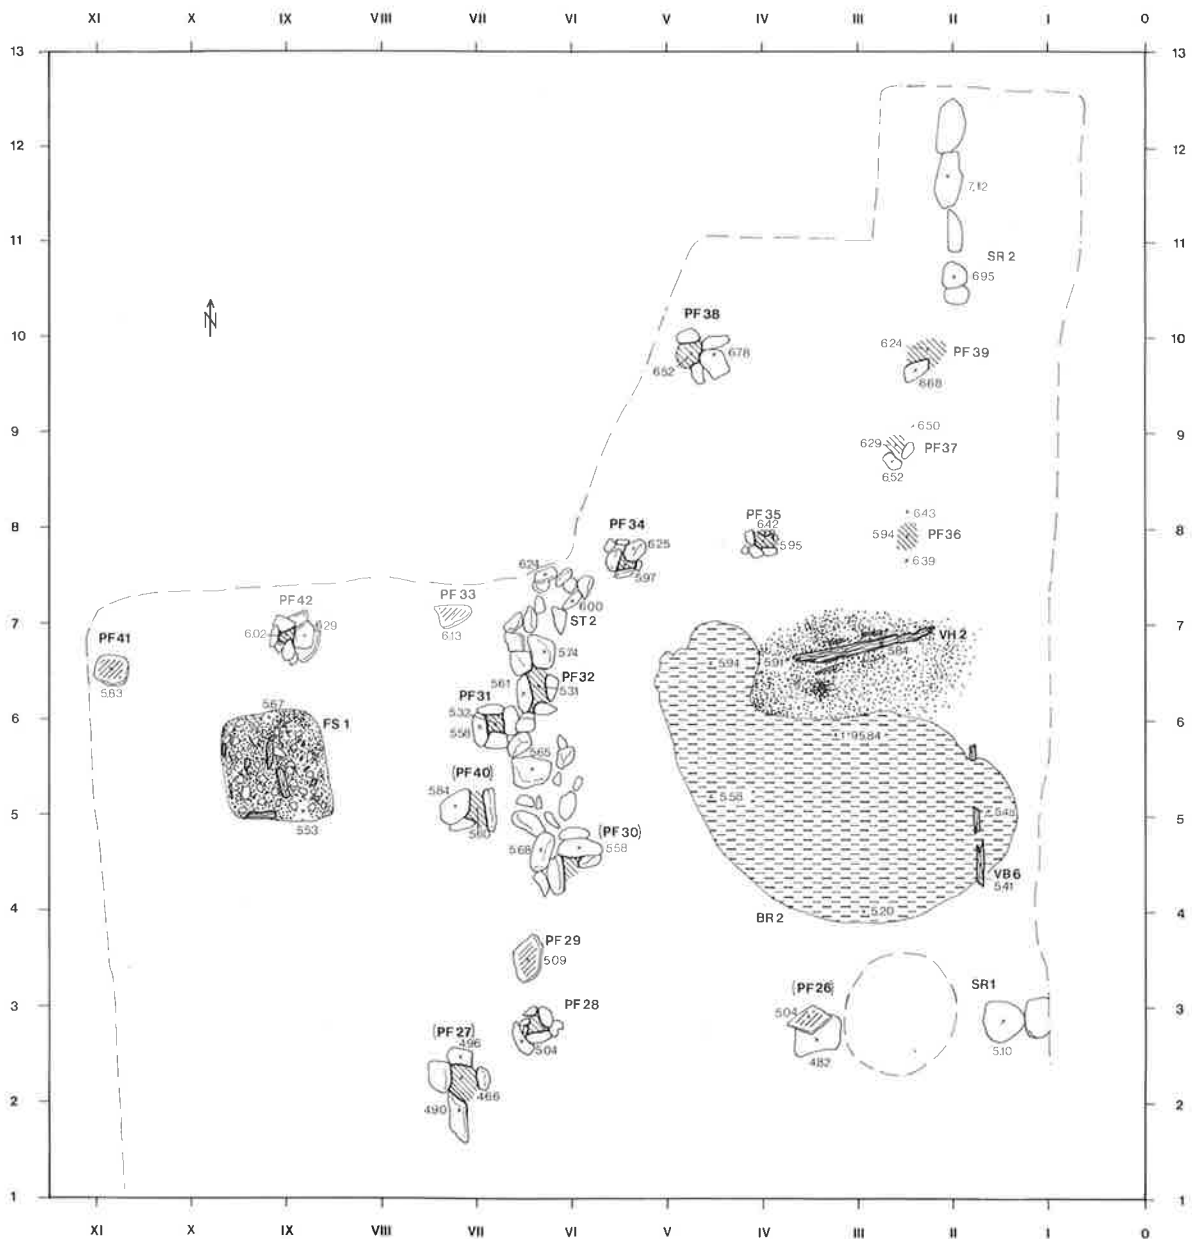 XI X IX VIII VII VI V IV III II I O
13 13
12 12
7,12
11 11
SR 2
695
N
PF 38
10 10
624 PF 39
652 678
668
9 650 9
629 PF 37
652
PF 34 PF 35 643
8 642 8
625 594 PF 36
595
624 597 639
PF 42 PF 33 600
7 602 629 613 ST 2 7
PF 41 VH 2
574 594 591 584
583 561 PF 32
PF 31 531
567 532
6 FS 1 558 6
1°95.84
565
(PF 40)
584 558
5 548 5
553 580
(PF 30)
568 558
VB 6
541
4 520 4
BR 2
PF 29
509
(PF 26) SR 1
3 PF 28 504 3
(PF 27)
496 504 510
482
466
2 490 2
1 1
XI X IX VIII VII VI V IV III II I O